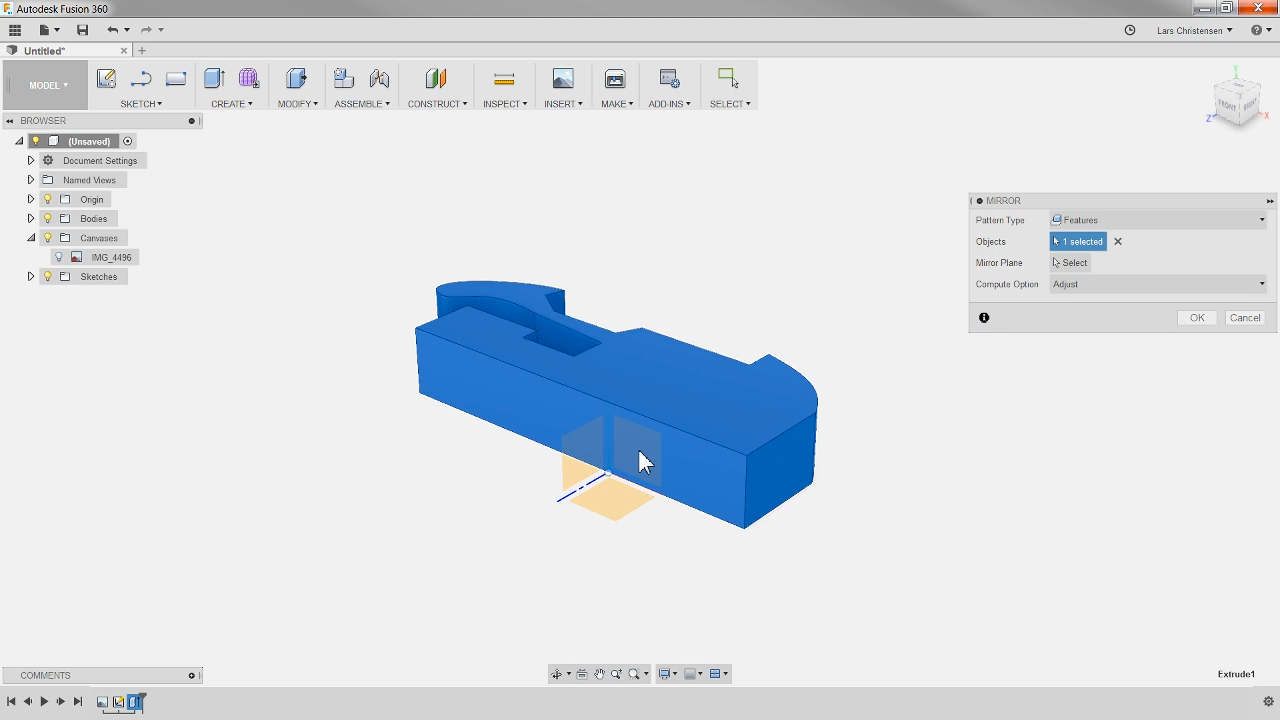 Autodesk Fusion 360
Lars Christensen
Untitled*
MODEL
SKETCH
CREATE
MODIFY
ASSEMBLE
CONSTRUCT
INSPECT
INSERT
MAKE
ADD-INS
SELECT
BROWSER
(Unsaved)
Document Settings
Named Views
Origin
Bodies
Canvases
IMG_4496
Sketches
FRONT RIGHT
Y
Z
X
MIRROR
Pattern Type Features
Objects 1 selected
Mirror Plane Select
Compute Option Adjust
OK Cancel
COMMENTS
Extrude1